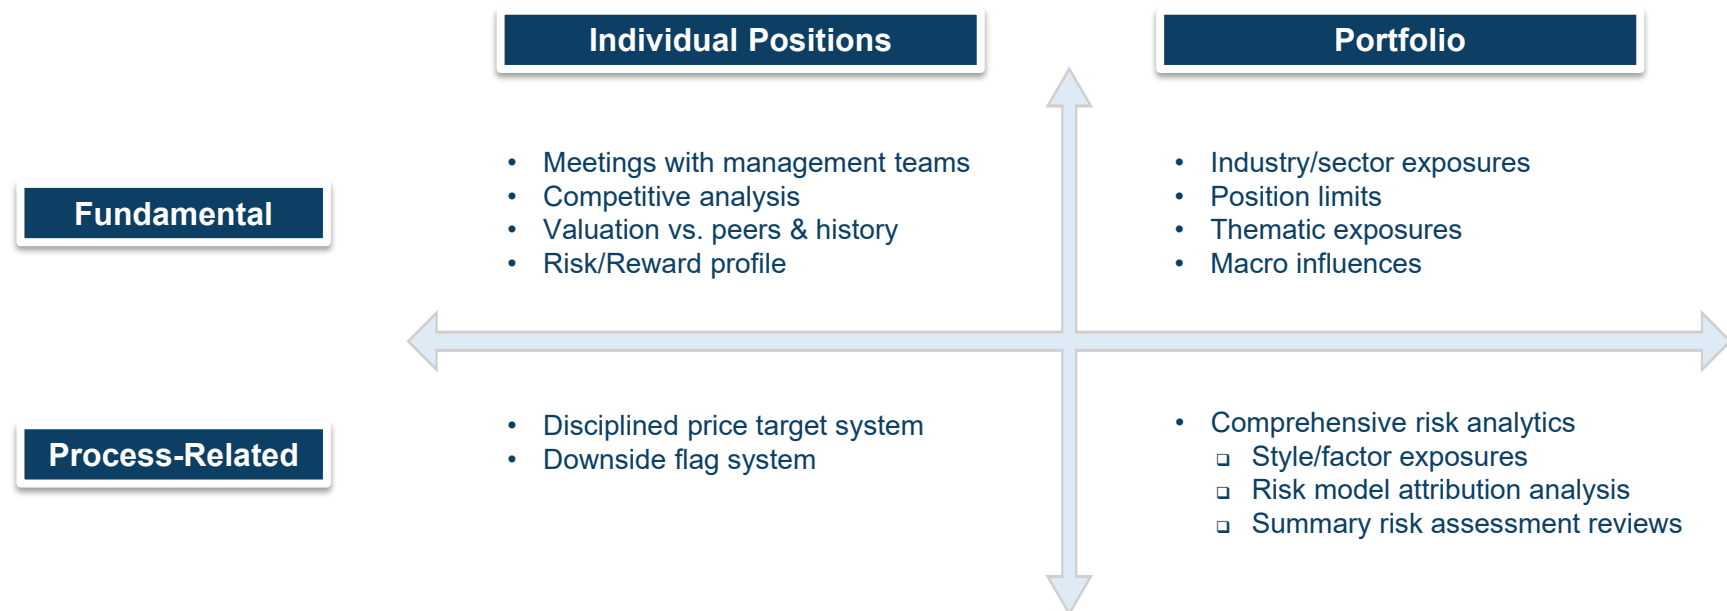 Individual Positions
Portfolio
Fundamental
• Meetings with management teams
• Competitive analysis
• Valuation vs. peers & history
• Risk/Reward profile
• Industry/sector exposures
• Position limits
• Thematic exposures
• Macro influences
Process-Related
• Disciplined price target system
• Downside flag system
• Comprehensive risk analytics
❑ Style/factor exposures
❑ Risk model attribution analysis
❑ Summary risk assessment reviews